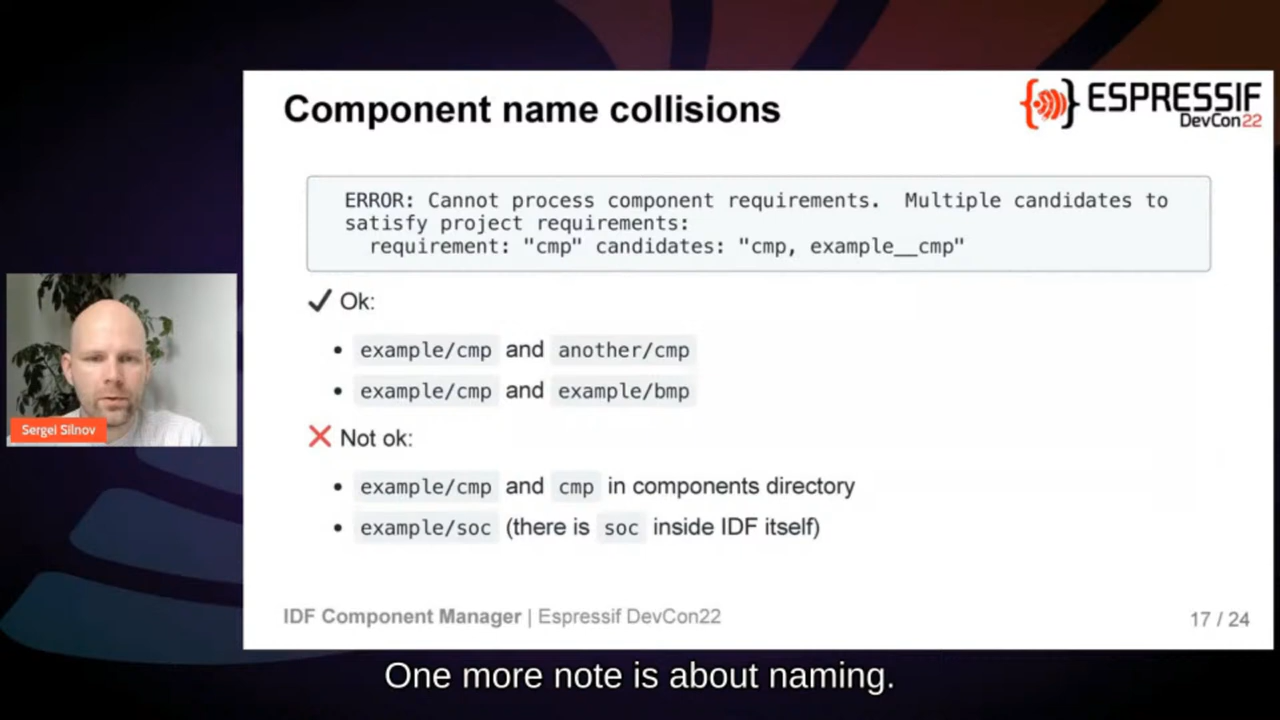 Component name collisions
ESPRESSIF
DevCon22
ERROR: Cannot process component requirements.  Multiple candidates to
satisfy project requirements:
requirement: "cmp" candidates: "cmp, example__cmp"
✔ Ok:
• example/cmp and another/cmp
• example/cmp and example/bmp
❌ Not ok:
• example/cmp and cmp in components directory
• example/soc (there is soc inside IDF itself)
Sergei Silnov
IDF Component Manager | Espressif DevCon22
17 / 24
One more note is about naming.